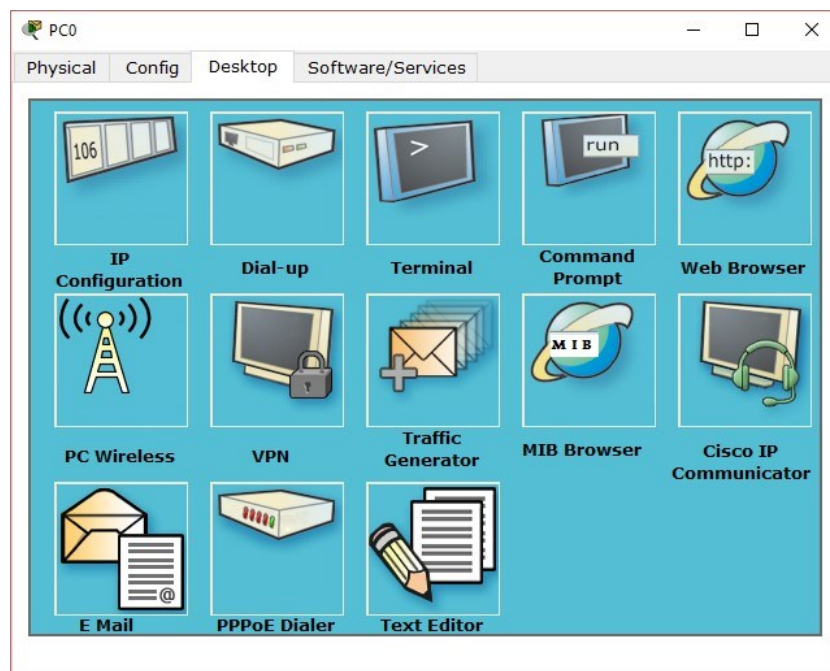 PC0
Physical Config Desktop Software/Services
106
>
run
http:
IP
Configuration
Dial-up
Terminal
Command
Prompt
Web Browser
MIB
PC Wireless
VPN
Traffic
Generator
MIB Browser
Cisco IP
Communicator
@
E Mail
PPPoE Dialer
Text Editor